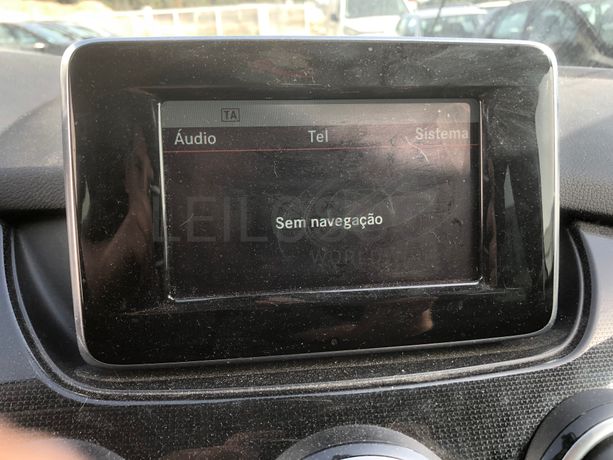 TA
Áudio Tel Sistema
Sem navegação